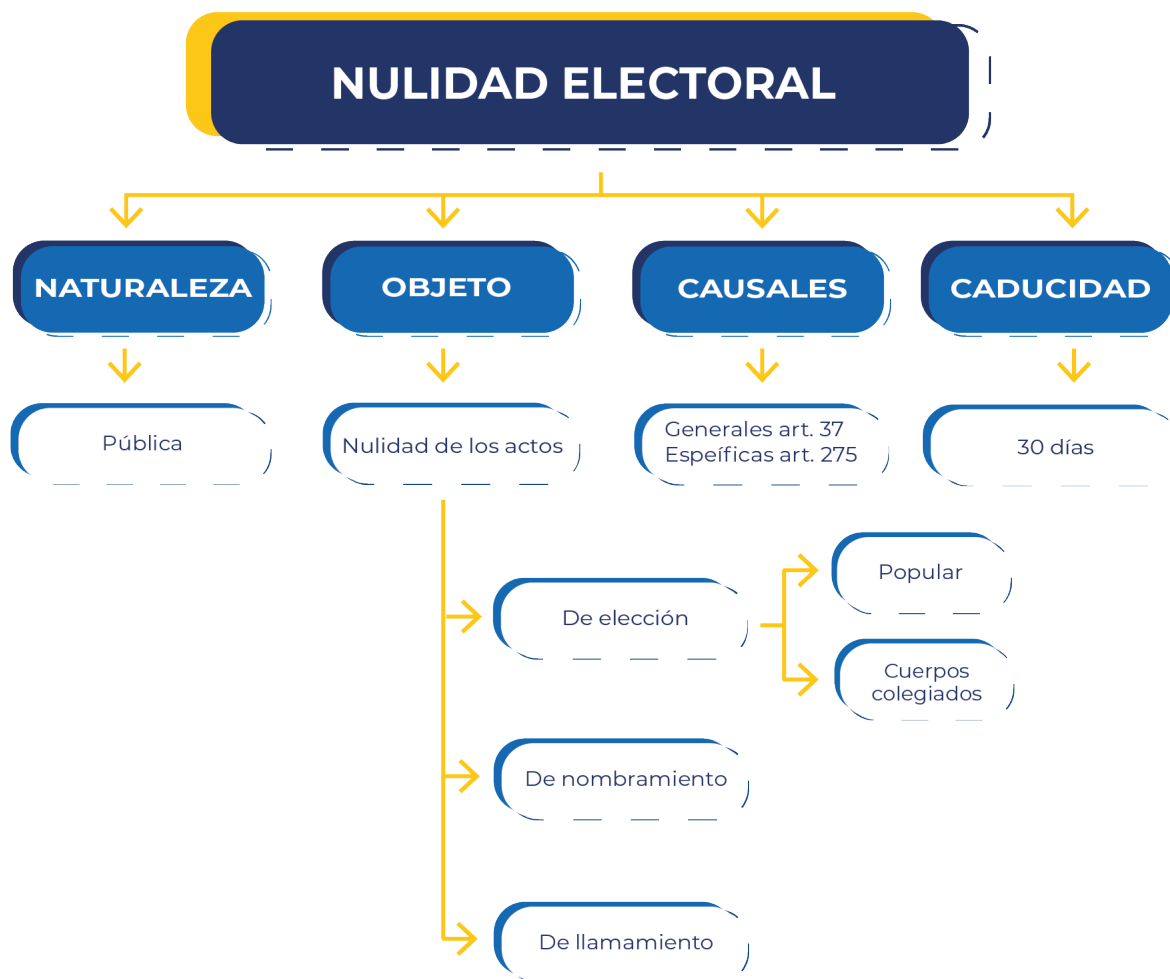 NULIDAD ELECTORAL
NATURALEZA
OBJETO
CAUSALES
CADUCIDAD
Pública
Nulidad de los actos
Generales art. 37
Espeíficas art. 275
30 días
De elección
Popular
Cuerpos
colegiados
De nombramiento
De llamamiento